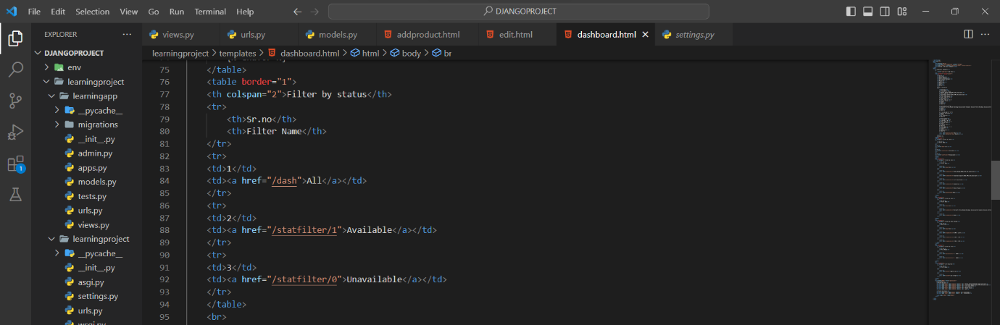 File Edit Selection View Go Run Terminal Help DJANGOPROJECT
EXPLORER
views.py urls.py models.py addproduct.html edit.html dashboard.html settings.py
learningproject > templates > dashboard.html > html > body > br
DJANGOPROJECT
env
learningproject
learningapp
__pycache__
migrations
__init__.py
admin.py
apps.py
models.py
tests.py
urls.py
views.py
learningproject
__pycache__
__init__.py
asgi.py
settings.py
urls.py
wsgi.py
1
75 </table>
76 <table border="1">
77 <th colspan="2">Filter by status</th>
78 <tr>
79 <th>Sr.no</th>
80 <th>Filter Name</th>
81 </tr>
82 <tr>
83 <td>1</td>
84 <td><a href="/dash">All</a></td>
85 </tr>
86 <tr>
87 <td>2</td>
88 <td><a href="/statfilter/1">Available</a></td>
89 </tr>
90 <tr>
91 <td>3</td>
92 <td><a href="/statfilter/0">Unavailable</a></td>
93 </tr>
94 </table>
95 <br>